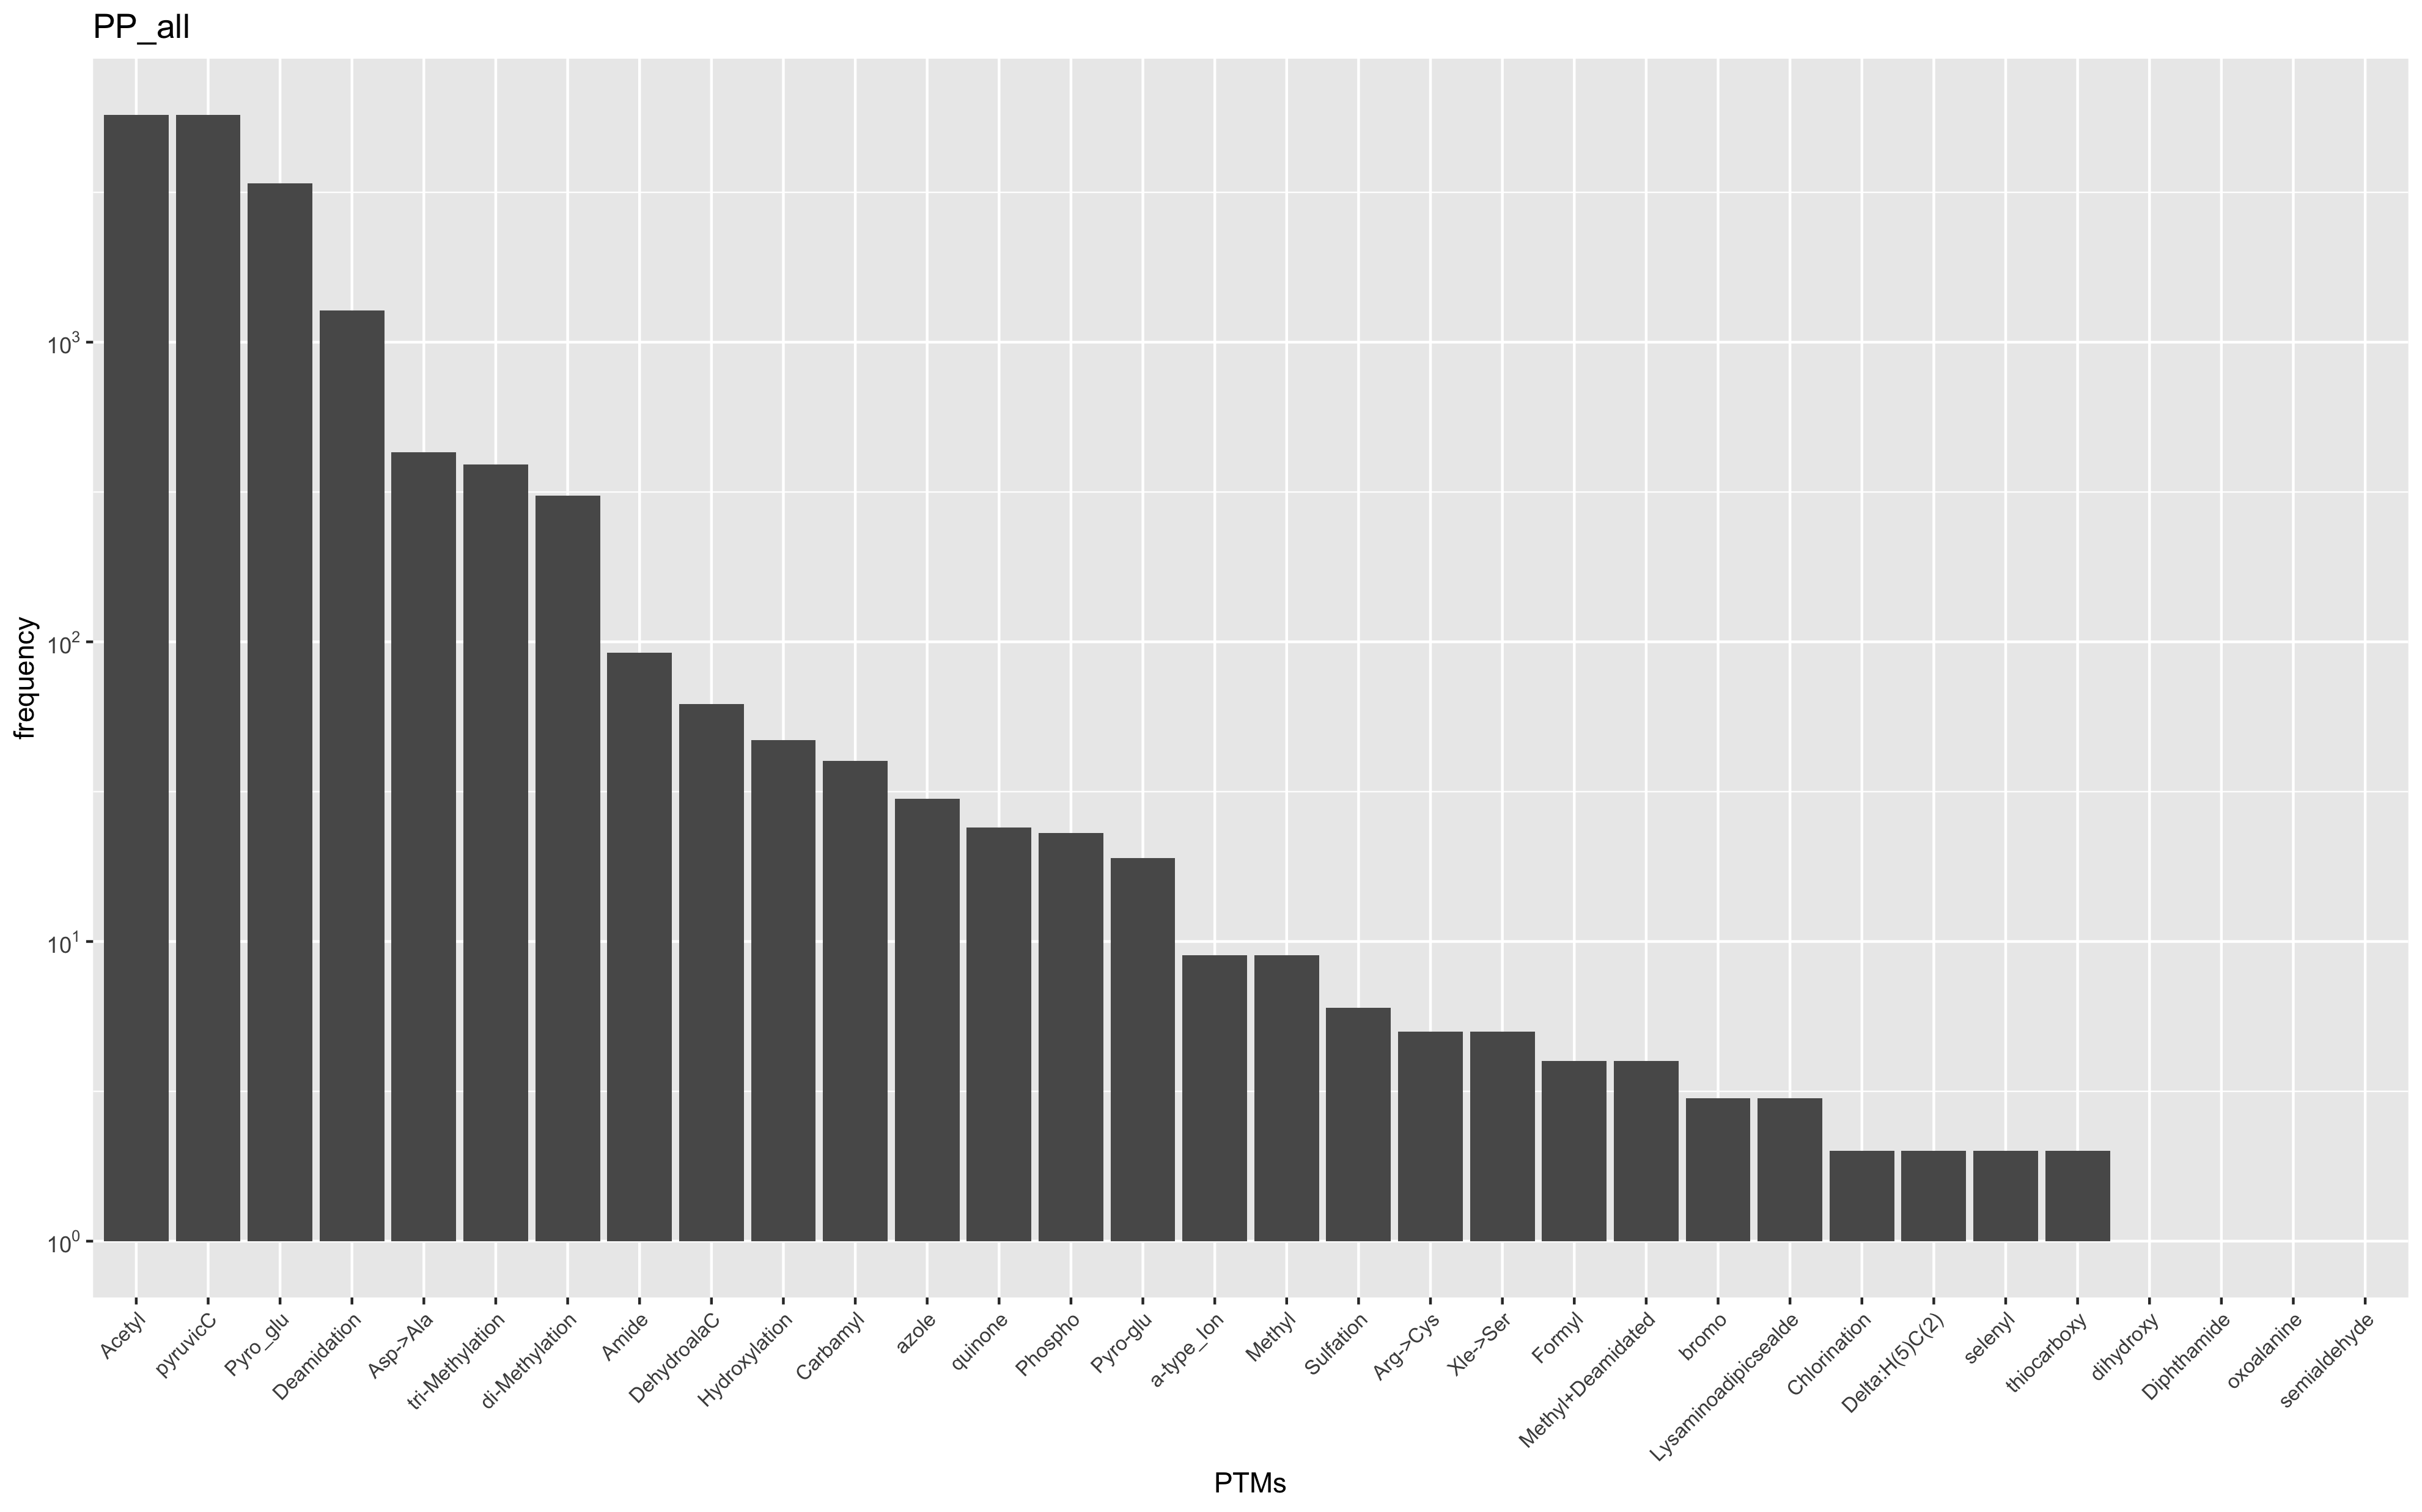 PP_all
frequency
10³
10²
10¹
10⁰
Acetyl
pyruvicC
Pyro_glu
Deamidation
Asp->Ala
tri-Methylation
di-Methylation
Amide
DehydroalaC
Hydroxylation
Carbamyl
azole
quinone
Phospho
Pyro-glu
a-type_Ion
Methyl
Sulfation
Arg->Cys
Xle->Ser
Formyl
Methyl+Deamidated
bromo
Lysaminoadipicsealde
Chlorination
Delta:H(5)C(2)
selenyl
thiocarboxy
dihydroxy
Diphthamide
oxoalanine
semialdehyde
PTMs